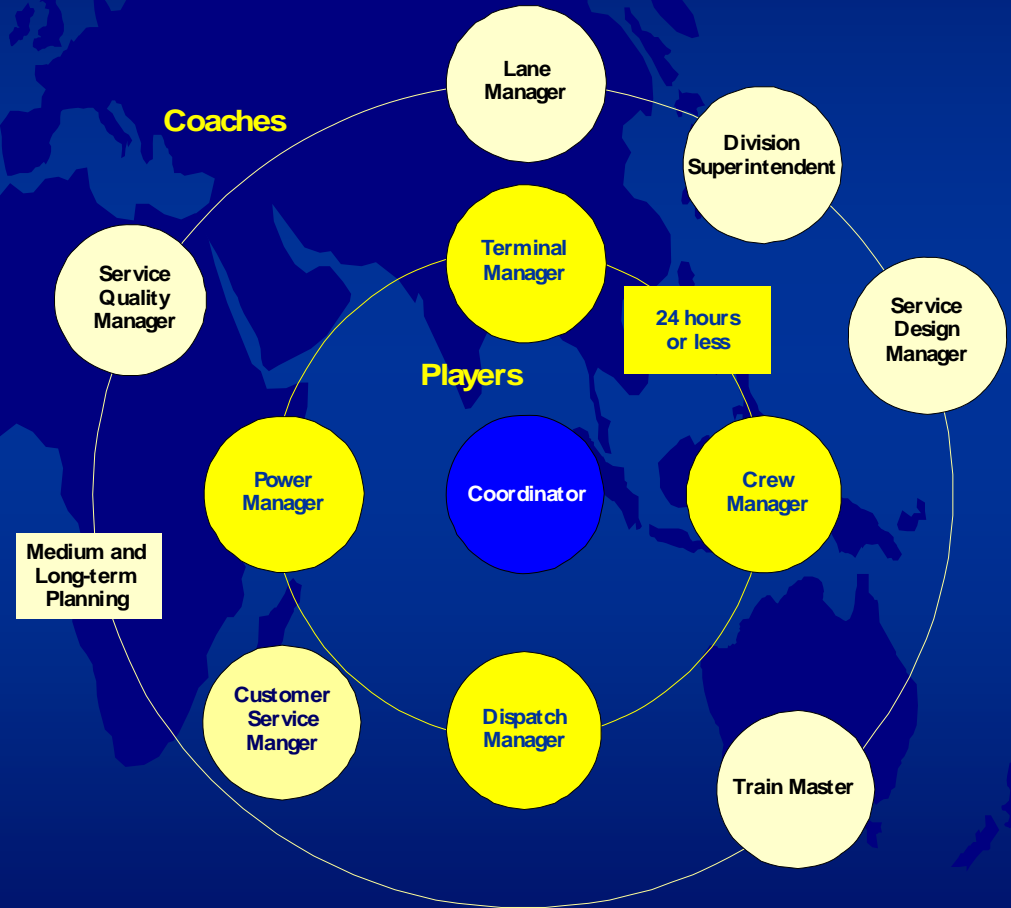 Lane
Manager
Coaches
Division
Superintendent
Terminal
Manager
Service
Quality
Manager
24 hours
or less
Service
Design
Manager
Players
Power
Manager
Coordinator
Crew
Manager
Medium and
Long-term
Planning
Customer
Service
Manger
Dispatch
Manager
Train Master